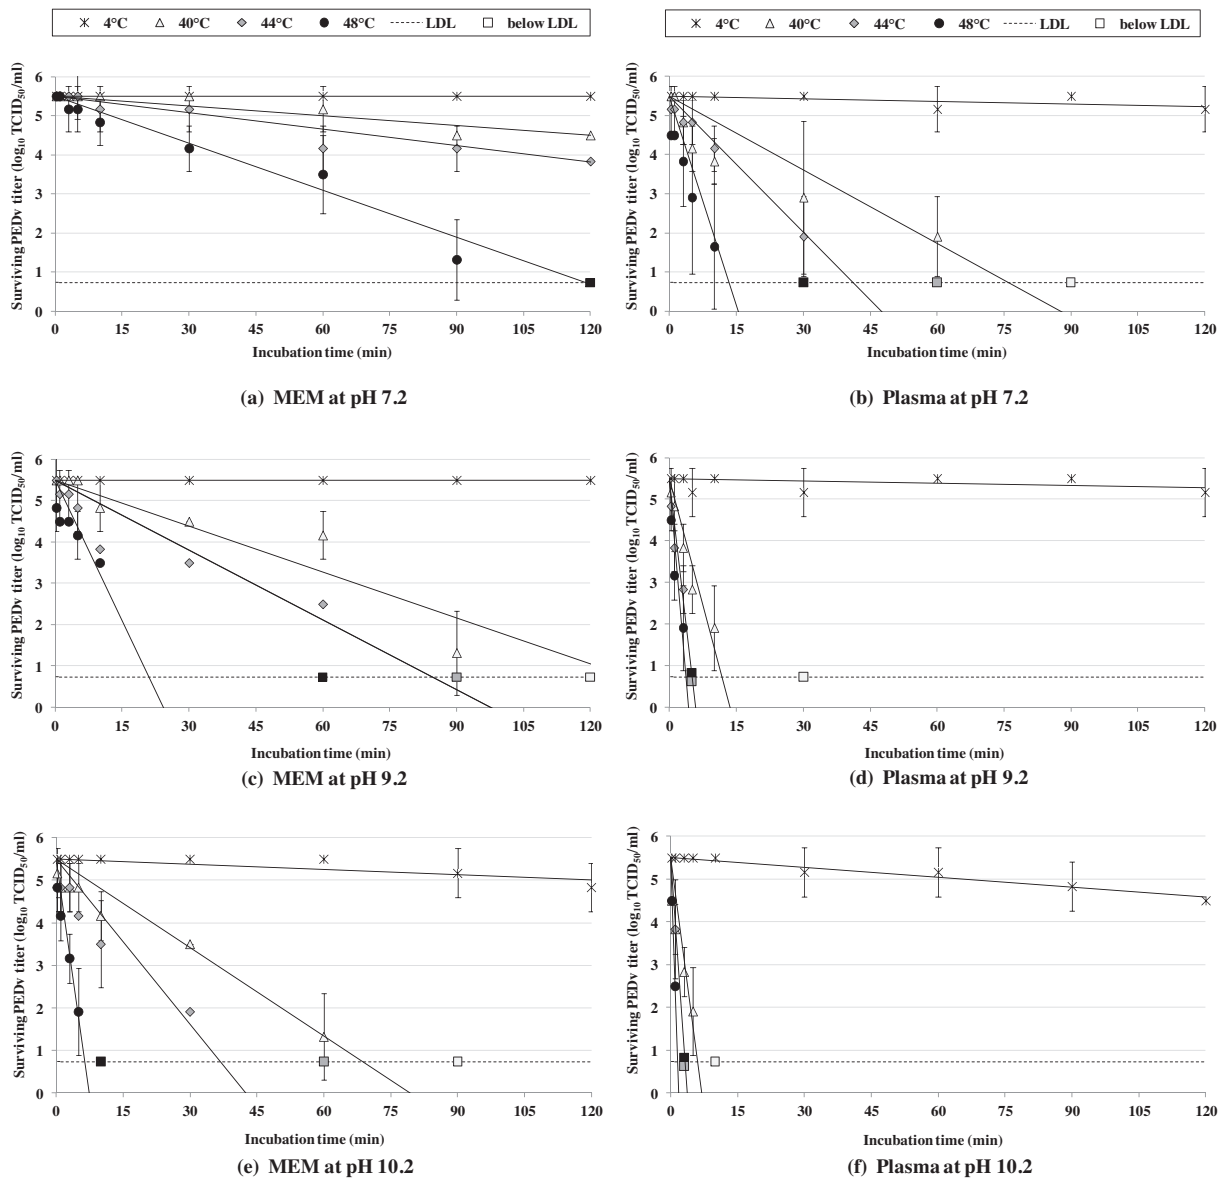 4°C 40°C 44°C 48°C LDL below LDL
4°C 40°C 44°C 48°C LDL below LDL
Surviving PEDv titer (log10 TCID50/ml)
6
5
4
3
2
1
0
0 15 30 45 60 75 90 105 120
Incubation time (min)
(a) MEM at pH 7.2
Surviving PEDv titer (log10 TCID50/ml)
6
5
4
3
2
1
0
0 15 30 45 60 75 90 105 120
Incubation time (min)
(b) Plasma at pH 7.2
Surviving PEDv titer (log10 TCID50/ml)
6
5
4
3
2
1
0
0 15 30 45 60 75 90 105 120
Incubation time (min)
(c) MEM at pH 9.2
Surviving PEDv titer (log10 TCID50/ml)
6
5
4
3
2
1
0
0 15 30 45 60 75 90 105 120
Incubation time (min)
(d) Plasma at pH 9.2
Surviving PEDv titer (log10 TCID50/ml)
6
5
4
3
2
1
0
0 15 30 45 60 75 90 105 120
Incubation time (min)
(e) MEM at pH 10.2
Surviving PEDv titer (log10 TCID50/ml)
6
5
4
3
2
1
0
0 15 30 45 60 75 90 105 120
Incubation time (min)
(f) Plasma at pH 10.2